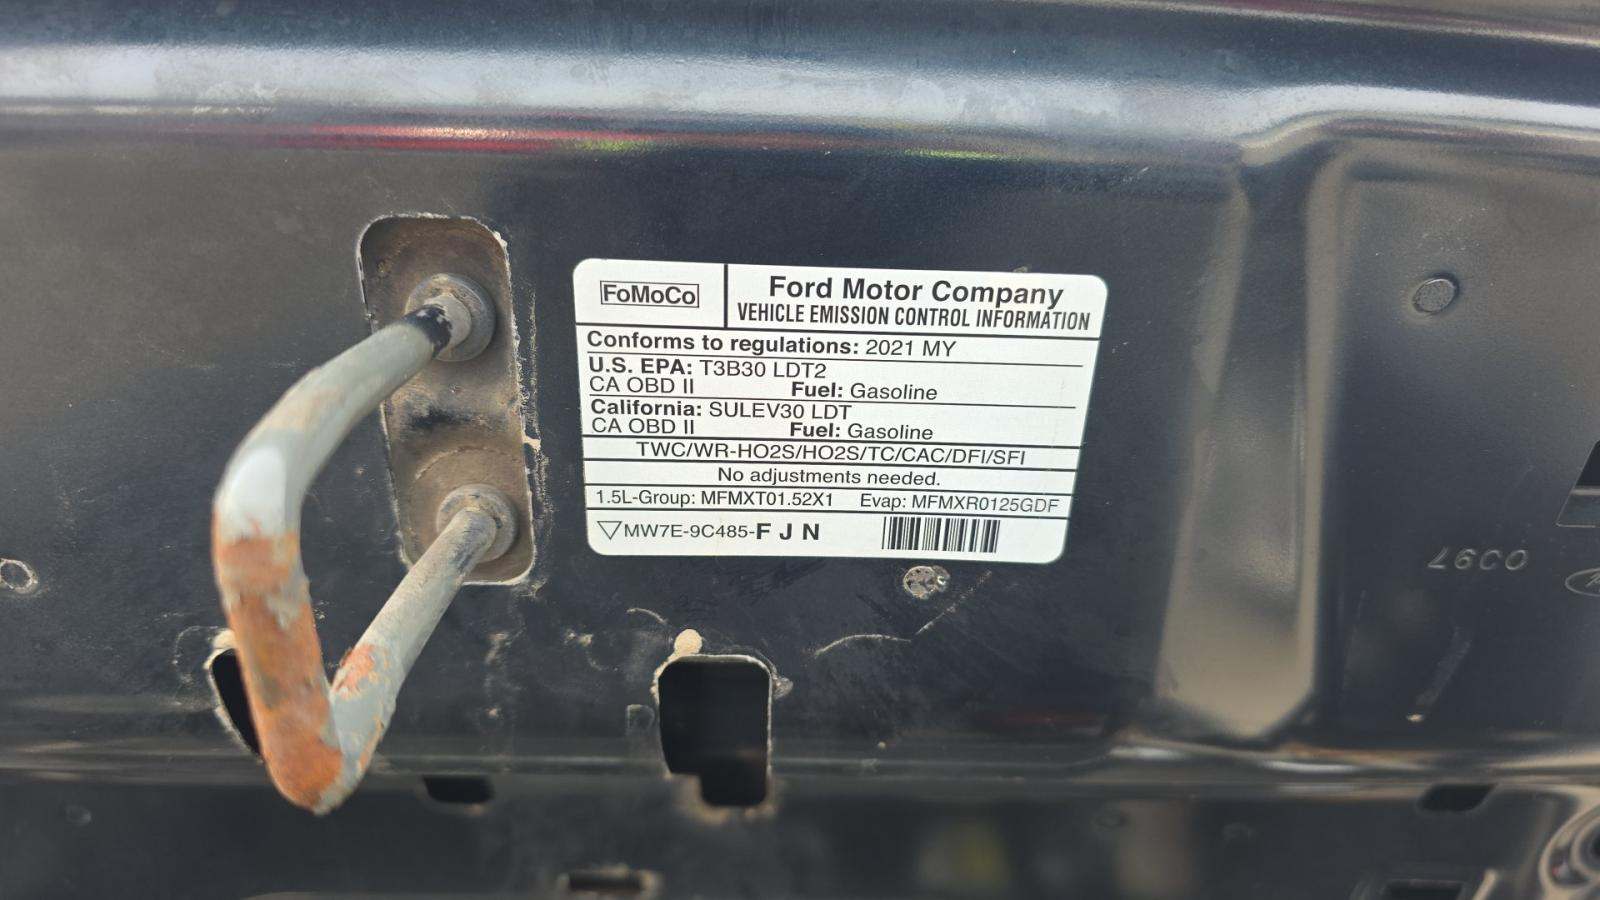 FoMoCo
Ford Motor Company
VEHICLE EMISSION CONTROL INFORMATION
Conforms to regulations: 2021 MY
U.S. EPA: T3B30 LDT2
CA OBD II Fuel: Gasoline
California: SULEV30 LDT
CA OBD II Fuel: Gasoline
TWC/WR-HO2S/HO2S/TC/CAC/DFI/SFI
No adjustments needed.
1.5L-Group: MFMXT01.52X1 Evap: MFMXR0125GDF
MW7E-9C485-F J N